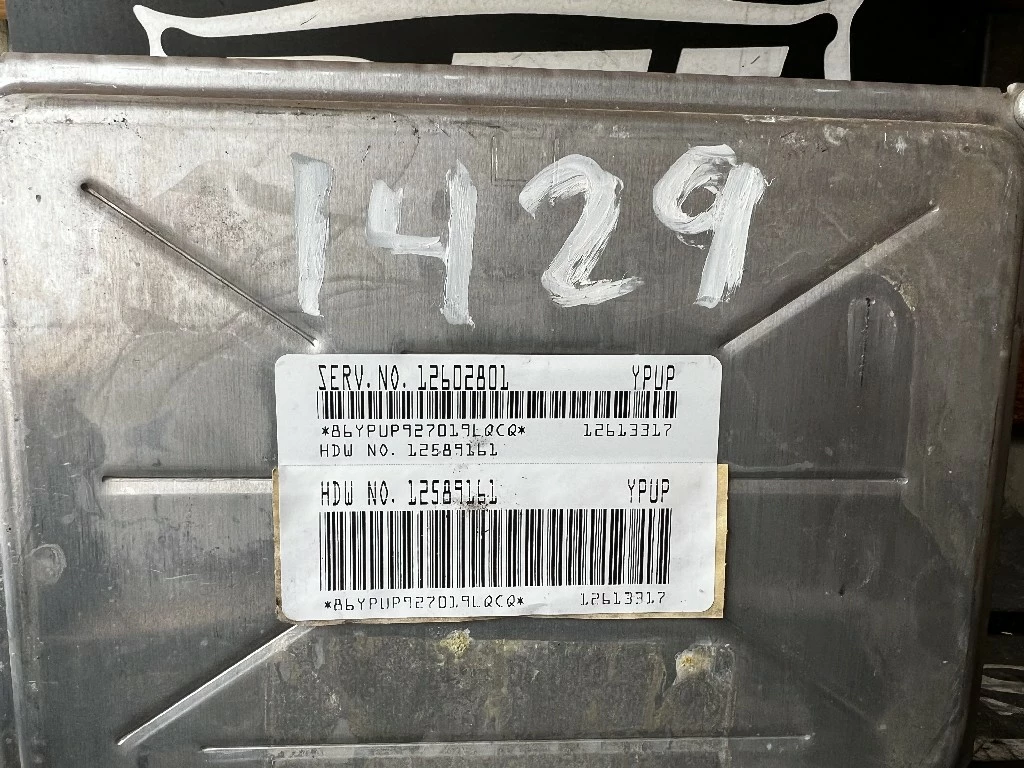 1429
SERV. NO. 12602801 YPUP
*86YPUP927019LQCQ* 12613317
HDW NO. 12589161
HDW NO. 12589161 YPUP
*86YPUP927019LQCQ* 12613317